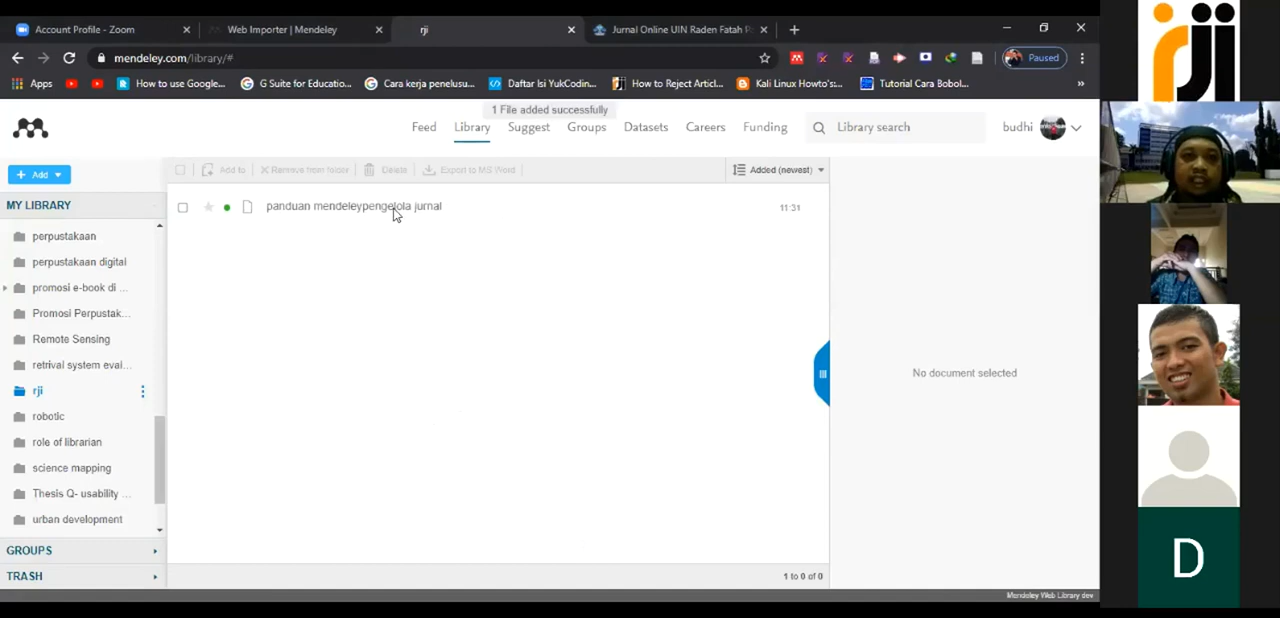 Account Profile - Zoom
Web Importer | Mendeley
rji
Jurnal Online UIN Raden Fatah P
mendeley.com/library/#
Paused
Apps
How to use Google...
G Suite for Educatio...
Cara kerja penelusu...
Daftar Isi YukCoding...
How to Reject Articl...
Kali Linux Howto's:...
Tutorial Cara Bobol...
»
1 File added successfully
Feed
Library
Suggest
Groups
Datasets
Careers
Funding
Library search
budhi
+ Add
Add to
Remove from folder
Delete
Export to MS Word
Added (newest)
MY LIBRARY
perpustakaan
perpustakaan digital
promosi e-book di ...
Promosi Perpustak...
Remote Sensing
retrival system eval...
rji
robotic
role of librarian
science mapping
Thesis Q- usability ...
urban development
GROUPS
TRASH
panduan mendeleypengelola jurnal
11:31
No document selected
1 to 0 of 0
Mendeley Web Library dev
rji
D